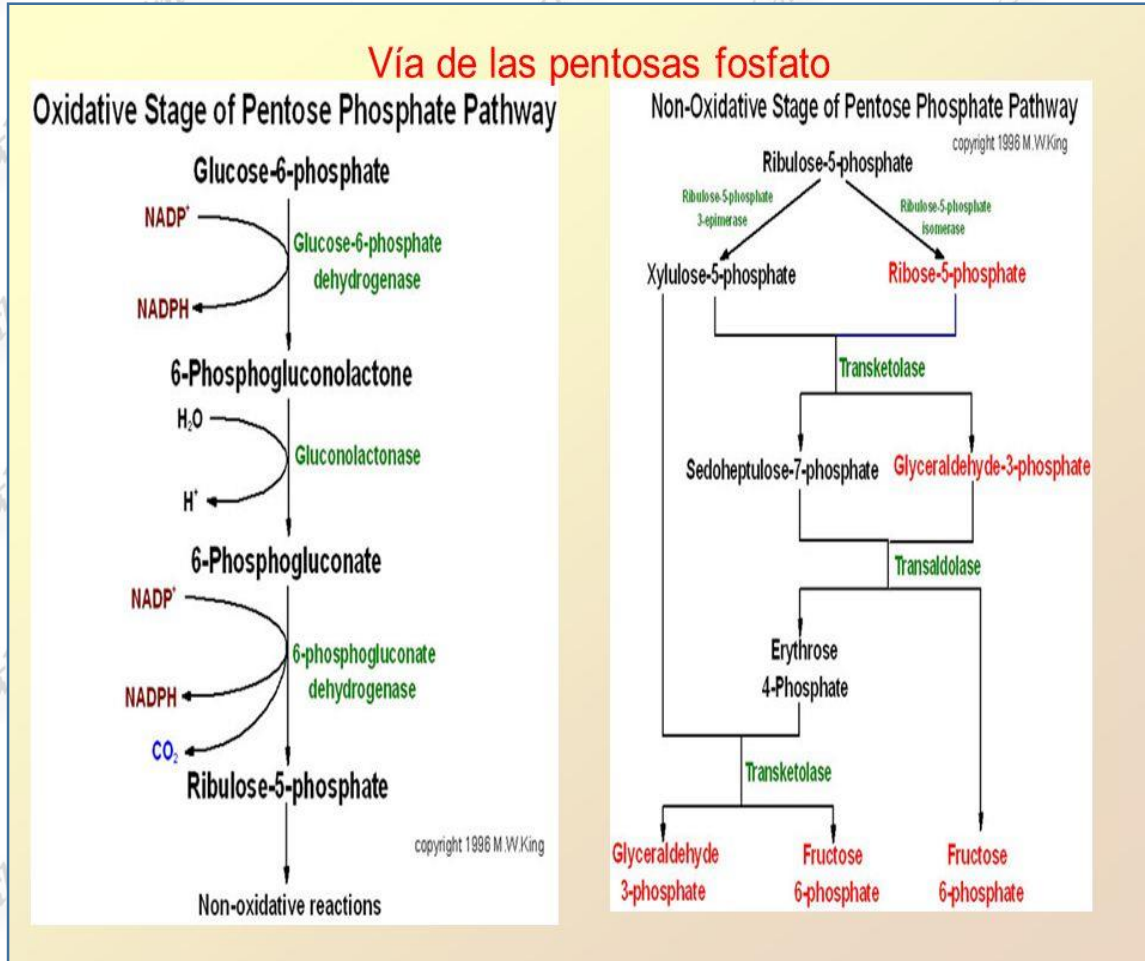 Vía de las pentosas fosfato
Oxidative Stage of Pentose Phosphate Pathway
Glucose-6-phosphate
NADP⁺
Glucose-6-phosphate
dehydrogenase
NADPH
6-Phosphogluconolactone
H₂O
Gluconolactonase
H⁺
6-Phosphogluconate
NADP⁺
6-phosphogluconate
dehydrogenase
NADPH
CO₂
Ribulose-5-phosphate
copyright 1996 M.W.King
Non-oxidative reactions
Non-Oxidative Stage of Pentose Phosphate Pathway
copyright 1996 M.W.King
Ribulose-5-phosphate
Ribulose-5-phosphate
3-epimerase
Ribulose-5-phosphate
isomerase
Xylulose-5-phosphate
Ribose-5-phosphate
Transketolase
Sedoheptulose-7-phosphate
Glyceraldehyde-3-phosphate
Transaldolase
Erythrose
4-Phosphate
Transketolase
Glyceraldehyde
3-phosphate
Fructose
6-phosphate
Fructose
6-phosphate